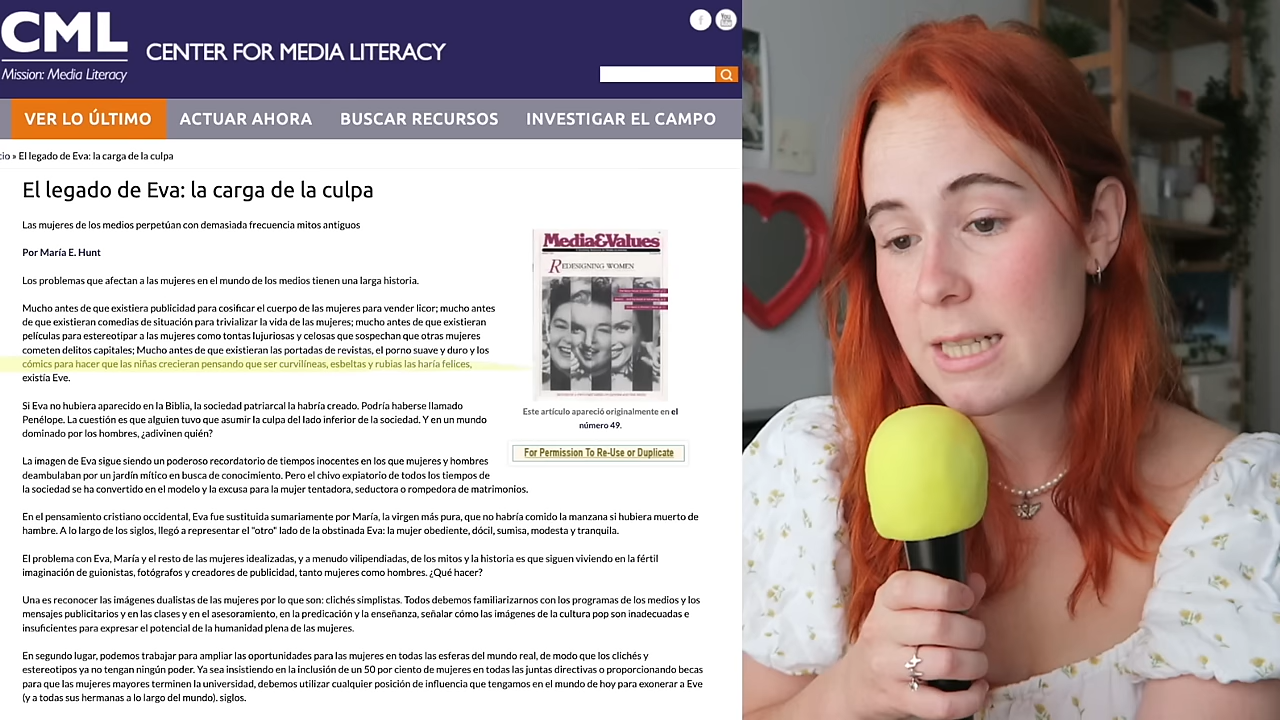 CML
Mission: Media Literacy
CENTER FOR MEDIA LITERACY
f
You
VER LO ÚLTIMO
ACTUAR AHORA
BUSCAR RECURSOS
INVESTIGAR EL CAMPO
cio » El legado de Eva: la carga de la culpa
El legado de Eva: la carga de la culpa
Las mujeres de los medios perpetúan con demasiada frecuencia mitos antiguos
Por María E. Hunt
Los problemas que afectan a las mujeres en el mundo de los medios tienen una larga historia.
Mucho antes de que existiera publicidad para cosificar el cuerpo de las mujeres para vender licor; mucho antes
de que existieran comedias de situación para trivializar la vida de las mujeres; mucho antes de que existieran
películas para estereotipar a las mujeres como tontas lujuriosas y celosas que sospechan que otras mujeres
cometen delitos capitales; Mucho antes de que existieran las portadas de revistas, el porno suave y duro y los
cómics para hacer que las niñas crecieran pensando que ser curvilíneas, esbeltas y rubias las haría felices,
existía Eve.
Media&Values
REDESIGNING WOMEN
Este artículo apareció originalmente en el
número 49.
For Permission To Re-Use or Duplicate
Si Eva no hubiera aparecido en la Biblia, la sociedad patriarcal la habría creado. Podría haberse llamado
Penélope. La cuestión es que alguien tuvo que asumir la culpa del lado inferior de la sociedad. Y en un mundo
dominado por los hombres, ¿adivinen quién?
La imagen de Eva sigue siendo un poderoso recordatorio de tiempos inocentes en los que mujeres y hombres
deambulaban por un jardín mítico en busca de conocimiento. Pero el chivo expiatorio de todos los tiempos de
la sociedad se ha convertido en el modelo y la excusa para la mujer tentadora, seductora o rompedora de matrimonios.
En el pensamiento cristiano occidental, Eva fue sustituida sumariamente por María, la virgen más pura, que no habría comido la manzana si hubiera muerto de
hambre. A lo largo de los siglos, llegó a representar el "otro" lado de la obstinada Eva: la mujer obediente, dócil, sumisa, modesta y tranquila.
El problema con Eva, María y el resto de las mujeres idealizadas, y a menudo vilipendiadas, de los mitos y la historia es que siguen viviendo en la fértil
imaginación de guionistas, fotógrafos y creadores de publicidad, tanto mujeres como hombres. ¿Qué hacer?
Una es reconocer las imágenes dualistas de las mujeres por lo que son: clichés simplistas. Todos debemos familiarizarnos con los programas de los medios y los
mensajes publicitarios y en las clases y en el asesoramiento, en la predicación y la enseñanza, señalar cómo las imágenes de la cultura pop son inadecuadas e
insuficientes para expresar el potencial de la humanidad plena de las mujeres.
En segundo lugar, podemos trabajar para ampliar las oportunidades para las mujeres en todas las esferas del mundo real, de modo que los clichés y
estereotipos ya no tengan ningún poder. Ya sea insistiendo en la inclusión de un 50 por ciento de mujeres en todas las juntas directivas o proporcionando becas
para que las mujeres mayores terminen la universidad, debemos utilizar cualquier posición de influencia que tengamos en el mundo de hoy para exonerar a Eve
(y a todas sus hermanas a lo largo del mundo). siglos.